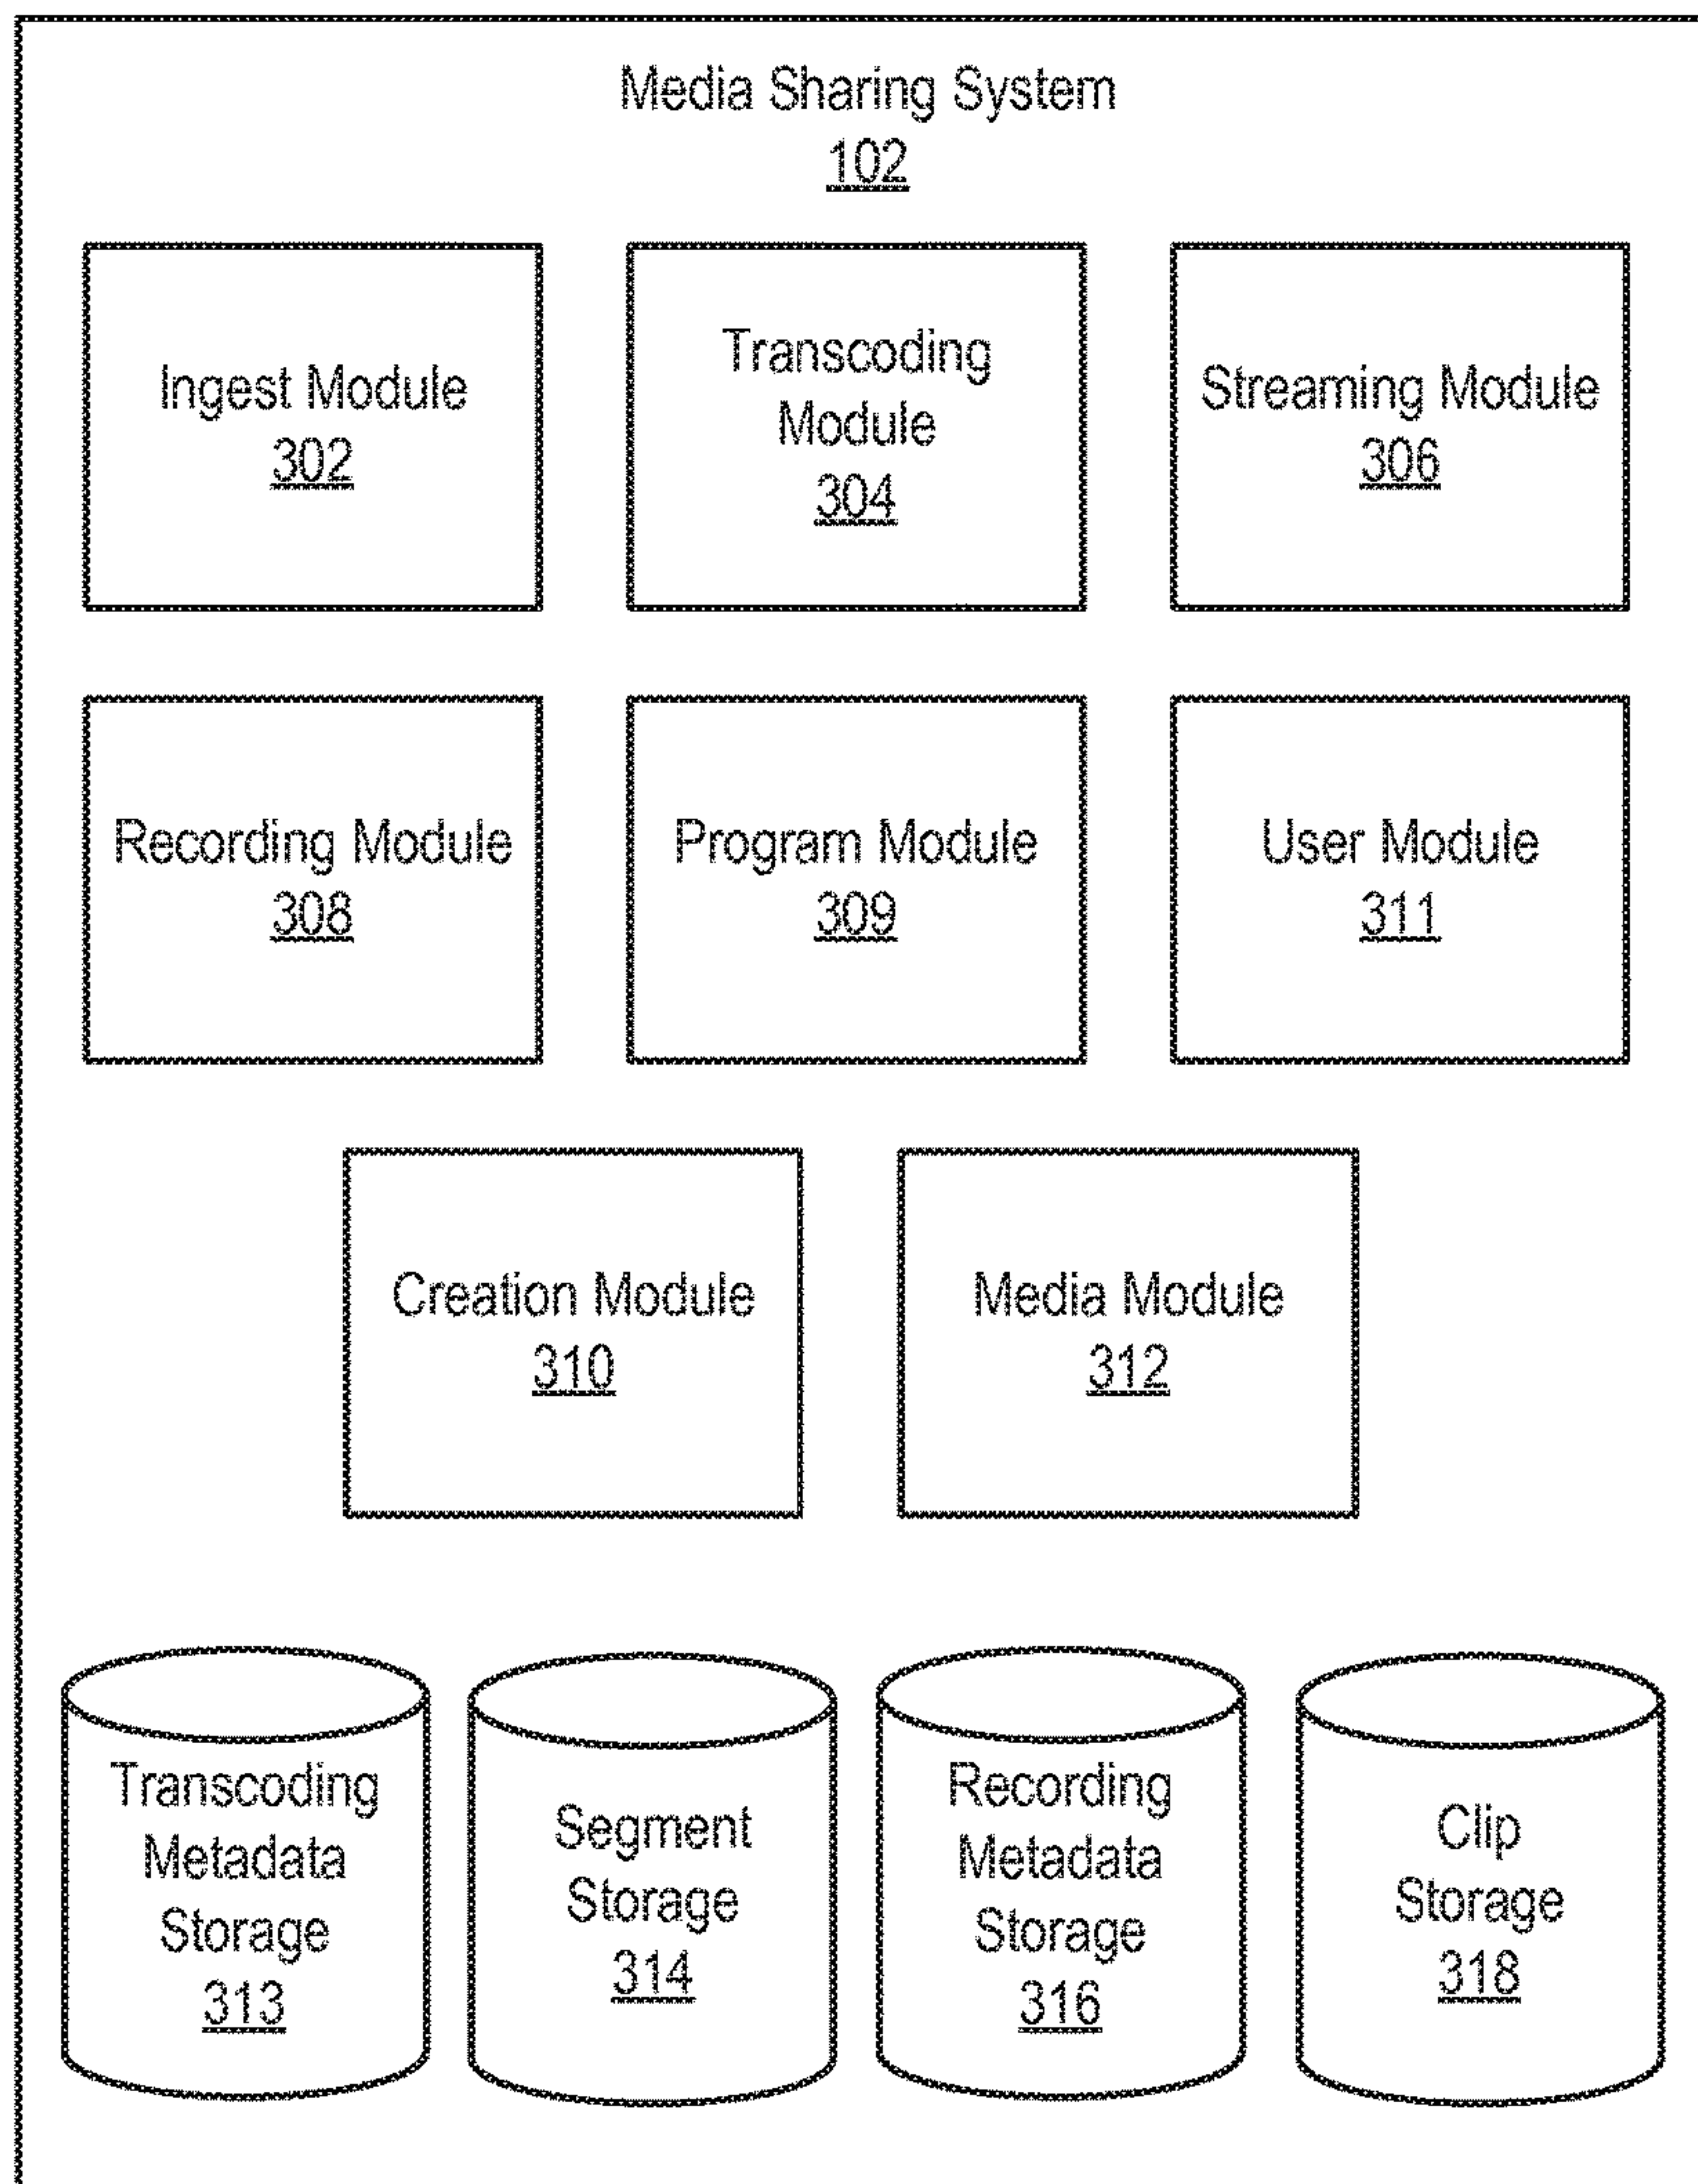 Media Sharing System
102
Ingest Module
302
Transcoding
Module
304
Streaming Module
306
Recording Module
308
Program Module
309
User Module
311
Creation Module
310
Media Module
312
Transcoding
Metadata
Storage
313
Segment
Storage
314
Recording
Metadata
Storage
316
Clip
Storage
318